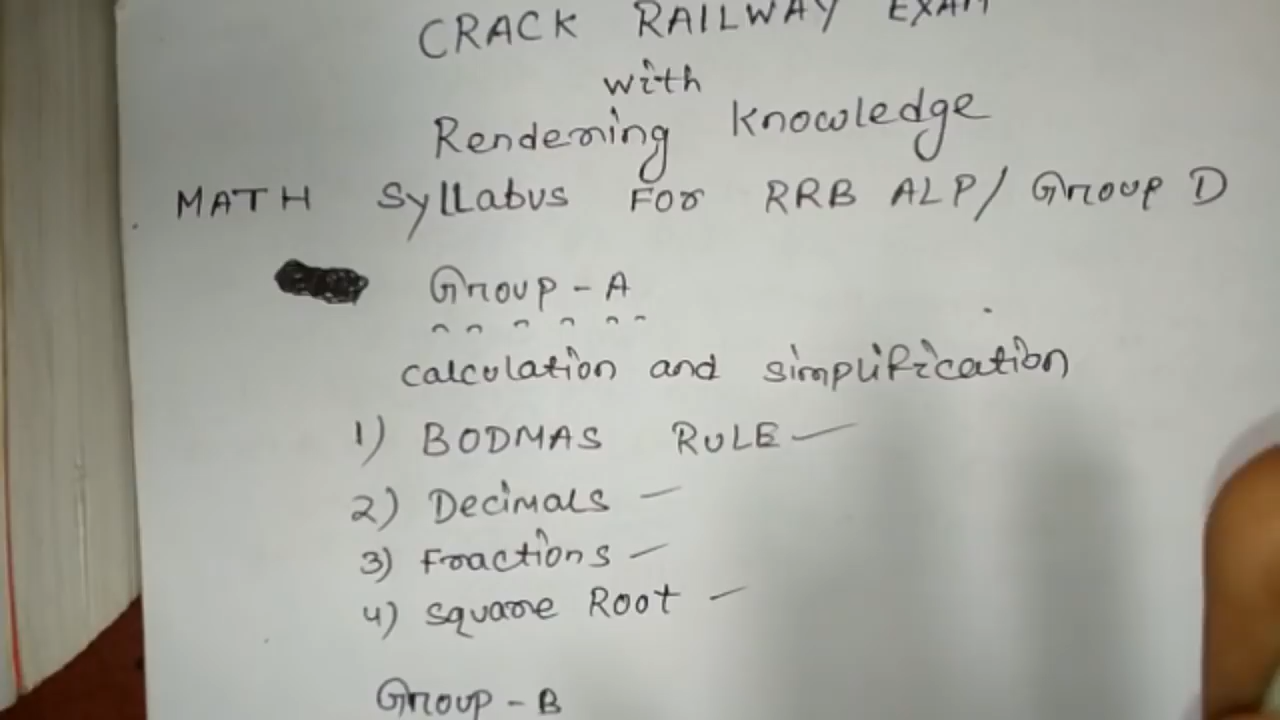 CRACK RAILWAY EXAM
with
Rendering Knowledge
MATH Syllabus For RRB ALP/ Group D
Group - A
calculation and simplification
1) BODMAS RULE
2) Decimals
3) Fractions
4) Square Root
Group - B